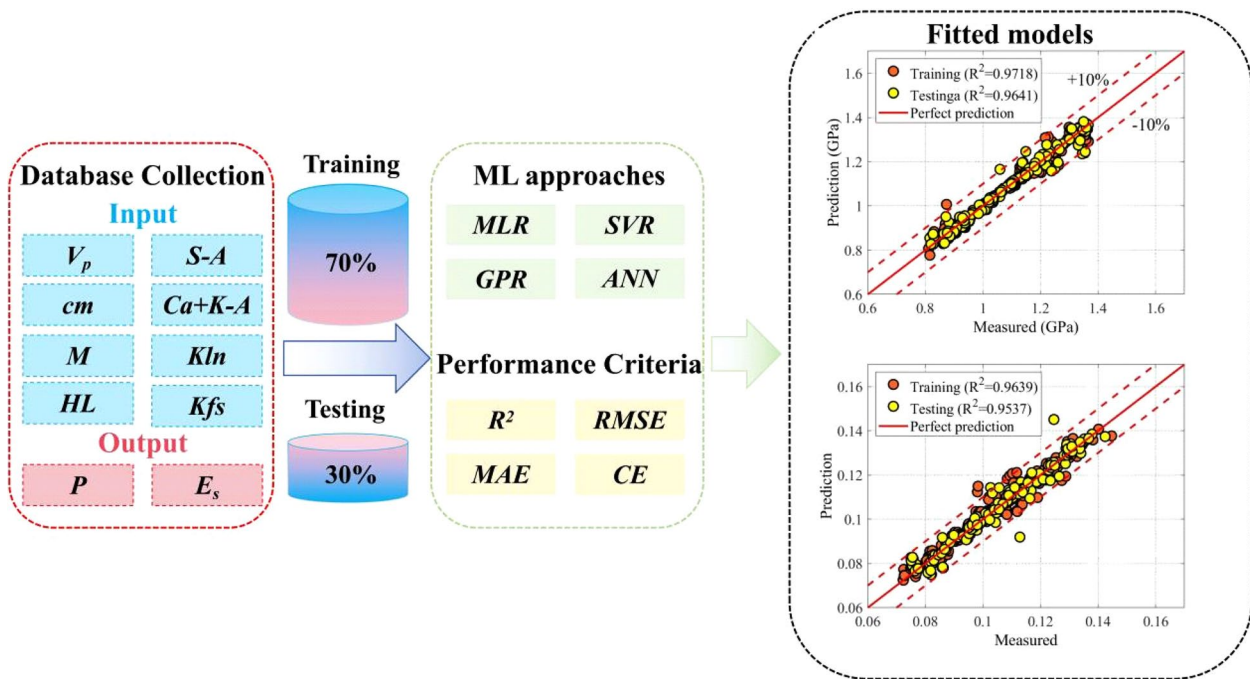 Database Collection
Input
V_p
S-A
cm
Ca+K-A
M
Kln
HL
Kfs
Output
P
E_s
Training
70%
Testing
30%
ML approaches
MLR
SVR
GPR
ANN
Performance Criteria
R²
RMSE
MAE
CE
Fitted models
Training (R²=0.9718)
Testinga (R²=0.9641)
Perfect prediction
+10%
-10%
Prediction (GPa)
1.6
1.4
1.2
1
0.8
0.6
0.6
0.8
1
1.2
1.4
1.6
Measured (GPa)
Training (R²=0.9639)
Testing (R²=0.9537)
Perfect prediction
Prediction
0.16
0.14
0.12
0.1
0.08
0.06
0.06
0.08
0.1
0.12
0.14
0.16
Measured